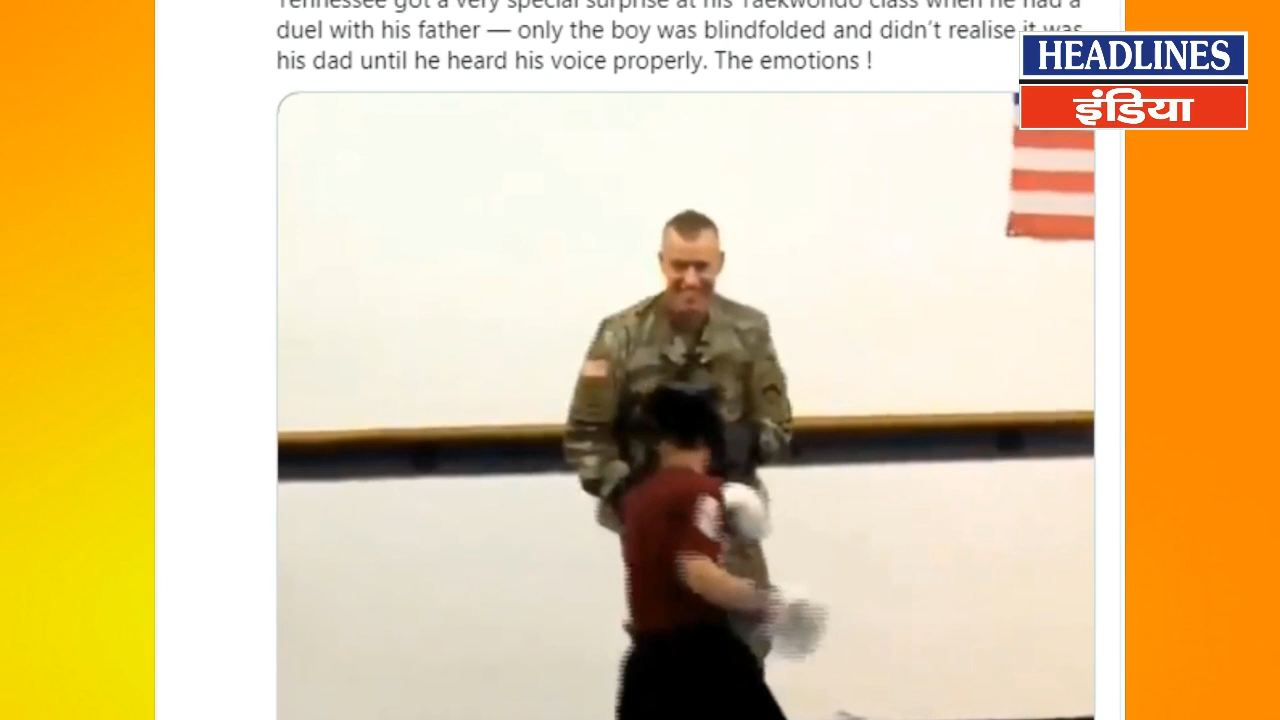 Tennessee got a very special surprise at his Taekwondo class when he had a
duel with his father — only the boy was blindfolded and didn't realise it was
his dad until he heard his voice properly. The emotions !
HEADLINES
इंडिया